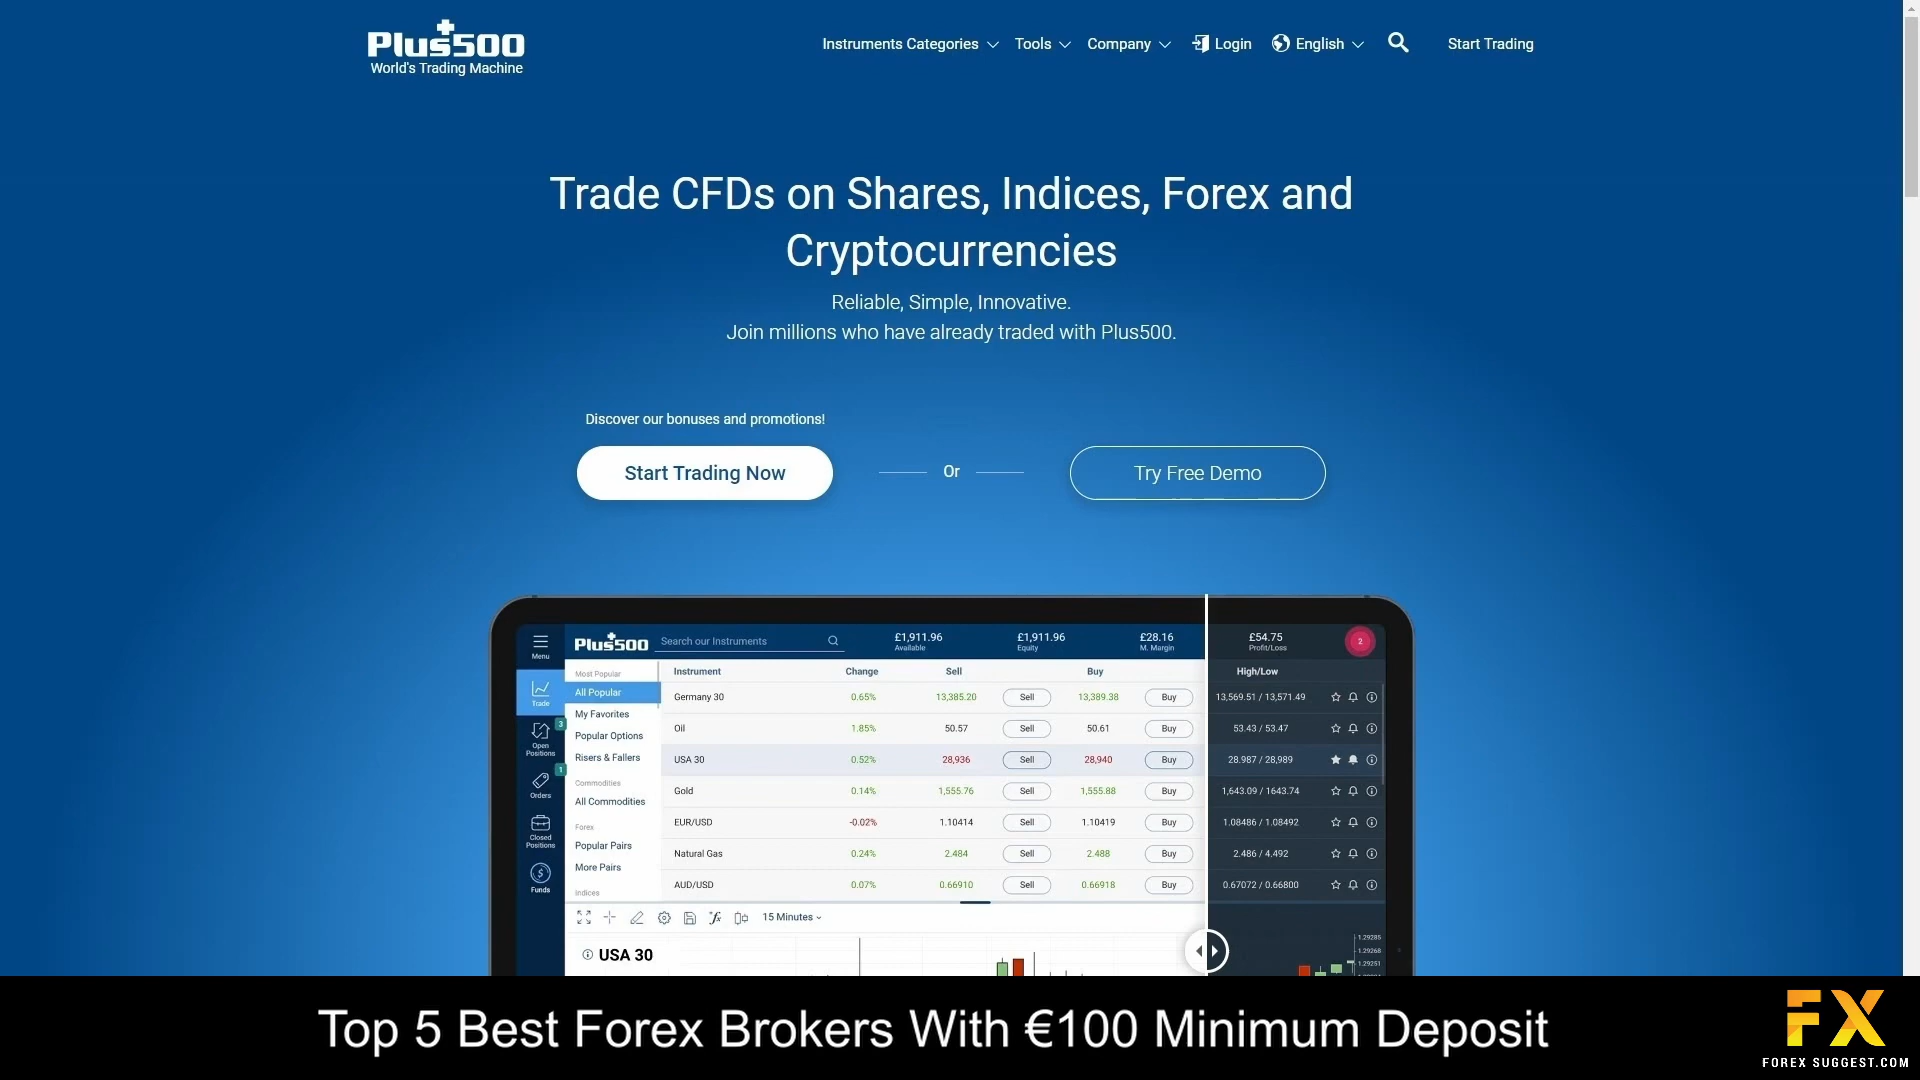 Plus500
World's Trading Machine
Instruments Categories Tools Company Login English Start Trading
Trade CFDs on Shares, Indices, Forex and
Cryptocurrencies
Reliable, Simple, Innovative.
Join millions who have already traded with Plus500.
Discover our bonuses and promotions!
Start Trading Now
Or
Try Free Demo
Menu
Plus500
Search our Instruments
£1,911.96
Available
£1,911.96
Equity
£28.16
M. Margin
£54.75
Profit/Loss
2
Trade
3
Open
Positions
1
Orders
Closed
Positions
Funds
Most Popular
All Popular
My Favorites
Popular Options
Risers & Fallers
Commodities
All Commodities
Forex
Popular Pairs
More Pairs
Indices
Instrument Change Sell Buy High/Low
Germany 30 0.65% 13,385.20 Sell 13,389.38 Buy 13,569.51 / 13,571.49
Oil 1.85% 50.57 Sell 50.61 Buy 53.43 / 53.47
USA 30 0.52% 28,936 Sell 28,940 Buy 28.987 / 28,989
Gold 0.14% 1,555.76 Sell 1,555.88 Buy 1,643.09 / 1643.74
EUR/USD -0.02% 1.10414 Sell 1.10419 Buy 1.08486 / 1.08492
Natural Gas 0.24% 2.484 Sell 2.488 Buy 2.486 / 4.492
AUD/USD 0.07% 0.66910 Sell 0.66918 Buy 0.67072 / 0.66800
15 Minutes
USA 30
1.29285
1.29268
1.29251
Top 5 Best Forex Brokers With €100 Minimum Deposit
FX
FOREX SUGGEST.COM